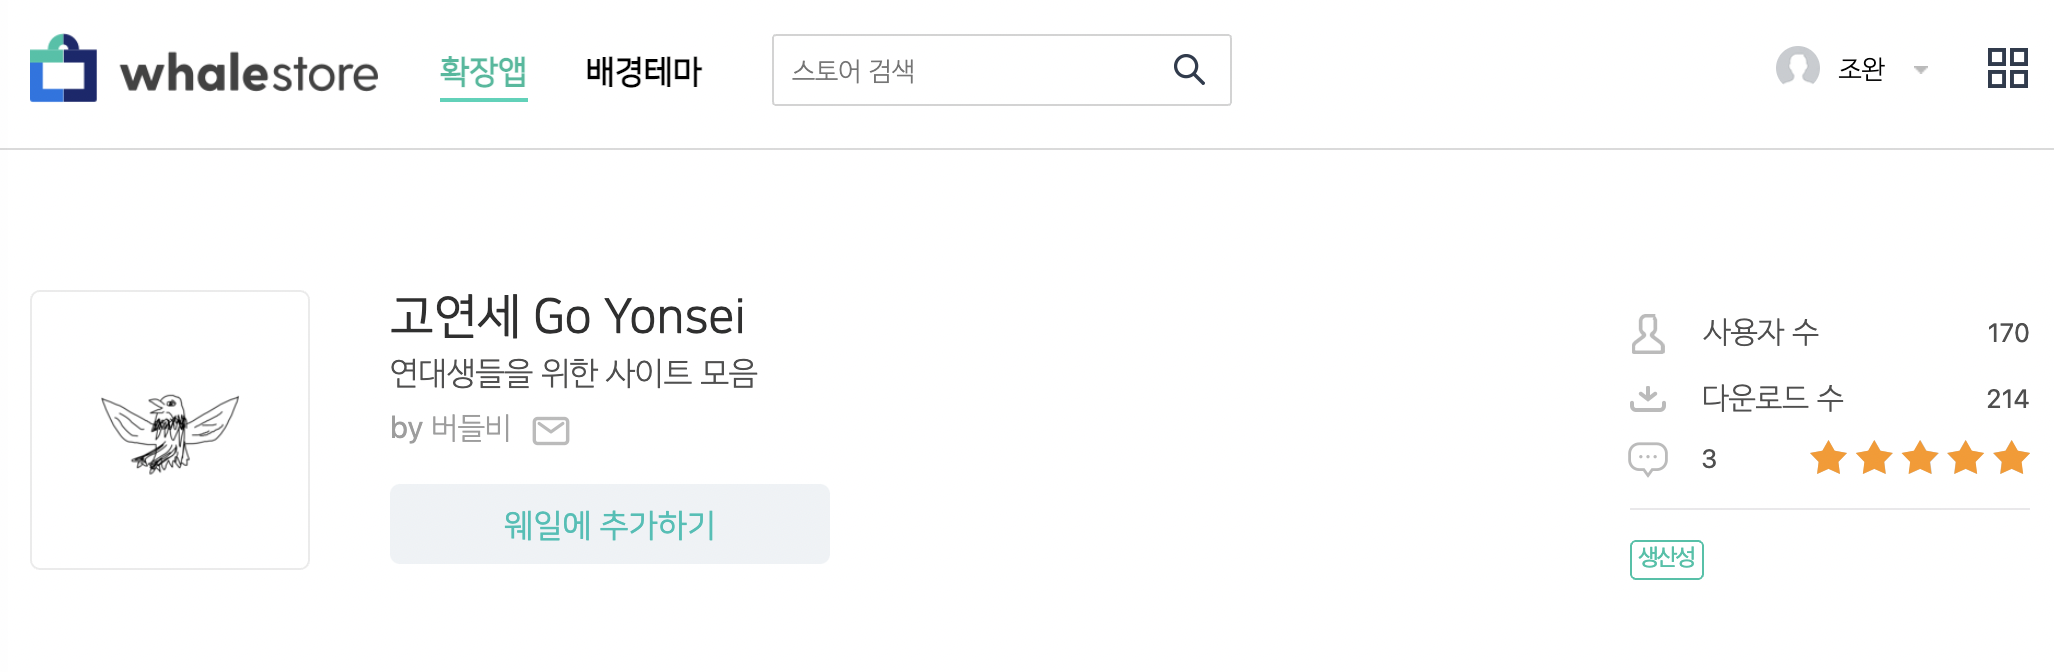 whalestore 확장앱 배경테마 스토어 검색 조완
고연세 Go Yonsei
연대생들을 위한 사이트 모음
by 버들비
웨일에 추가하기
사용자 수 170
다운로드 수 214
3
생산성